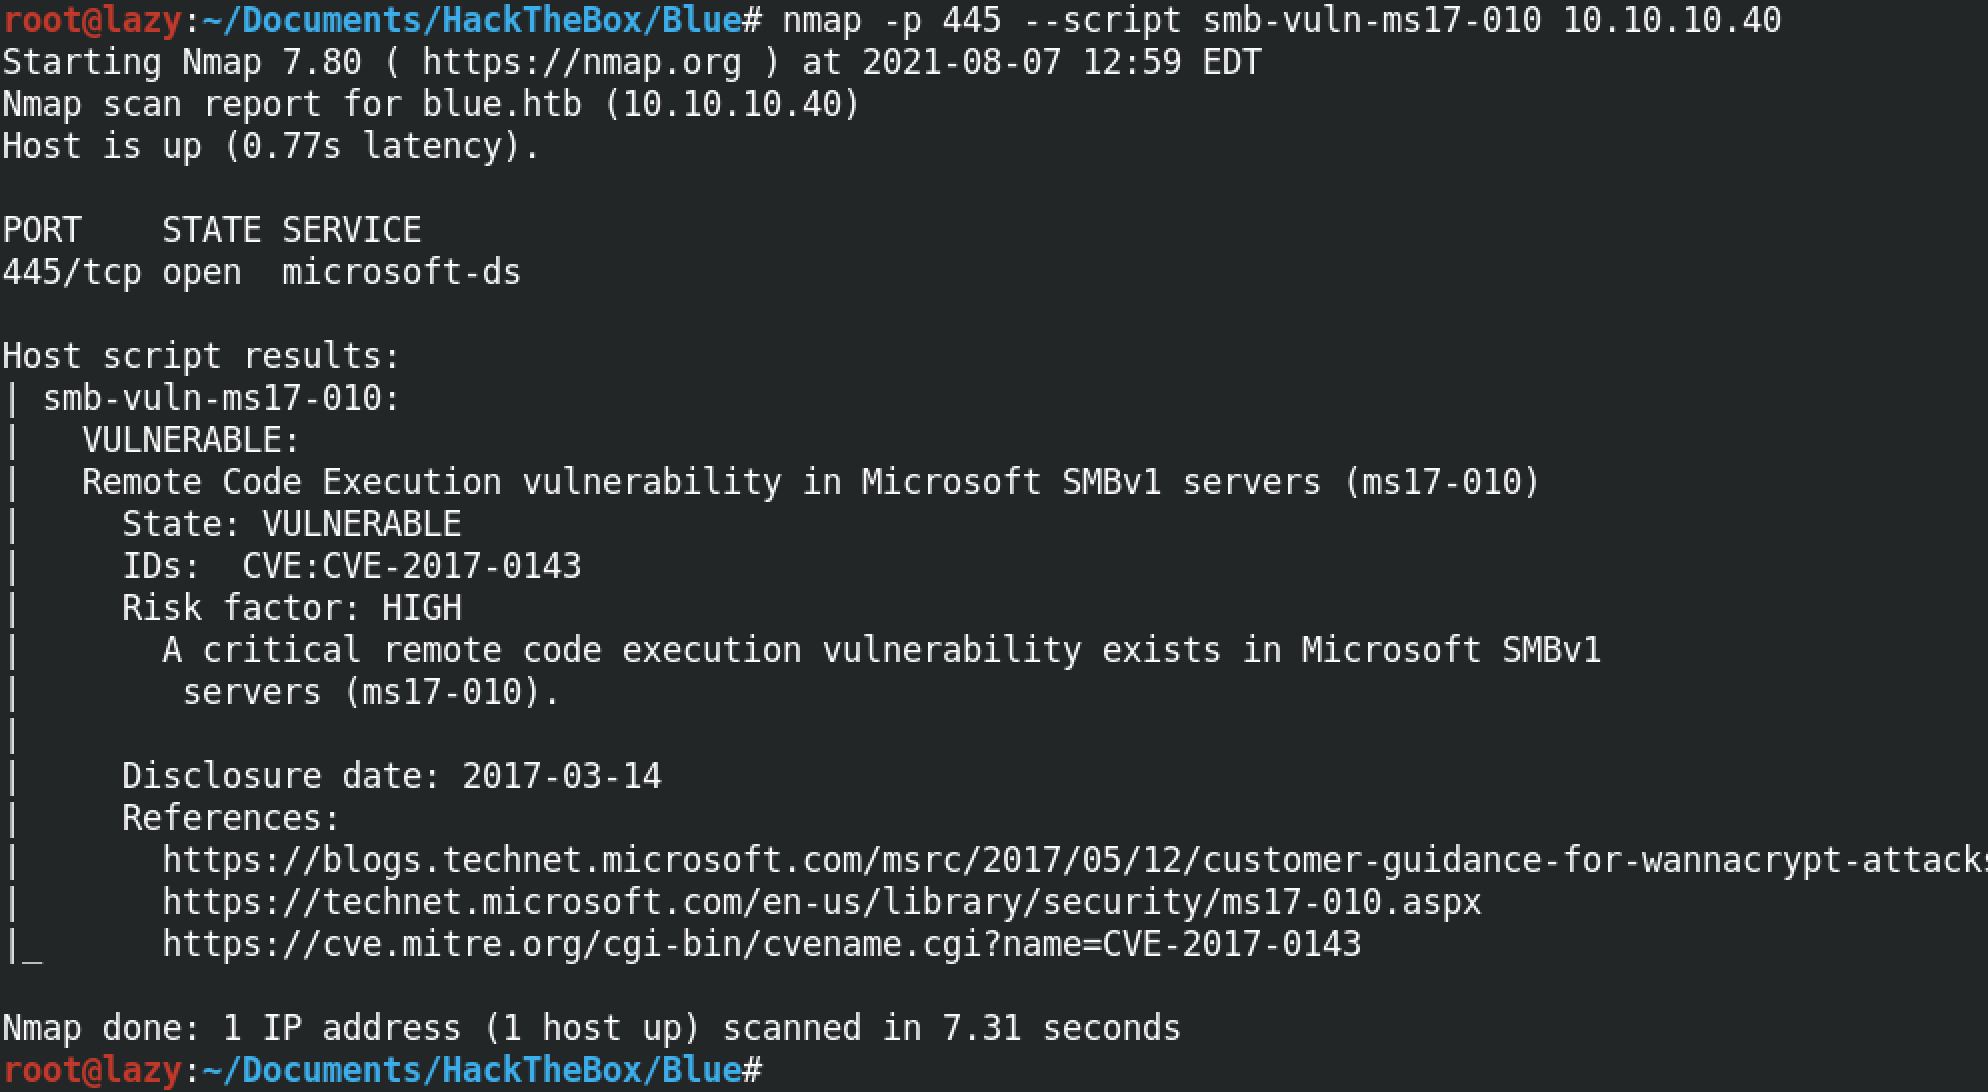 root@lazy:~/Documents/HackTheBox/Blue# nmap -p 445 --script smb-vuln-ms17-010 10.10.10.40
Starting Nmap 7.80 ( https://nmap.org ) at 2021-08-07 12:59 EDT
Nmap scan report for blue.htb (10.10.10.40)
Host is up (0.77s latency).

PORT    STATE SERVICE
445/tcp open  microsoft-ds

Host script results:
| smb-vuln-ms17-010:
|   VULNERABLE:
|   Remote Code Execution vulnerability in Microsoft SMBv1 servers (ms17-010)
|     State: VULNERABLE
|     IDs:  CVE:CVE-2017-0143
|     Risk factor: HIGH
|       A critical remote code execution vulnerability exists in Microsoft SMBv1
|        servers (ms17-010).
|
|     Disclosure date: 2017-03-14
|     References:
|       https://blogs.technet.microsoft.com/msrc/2017/05/12/customer-guidance-for-wannacrypt-attacks
|       https://technet.microsoft.com/en-us/library/security/ms17-010.aspx
|_      https://cve.mitre.org/cgi-bin/cvename.cgi?name=CVE-2017-0143

Nmap done: 1 IP address (1 host up) scanned in 7.31 seconds
root@lazy:~/Documents/HackTheBox/Blue#